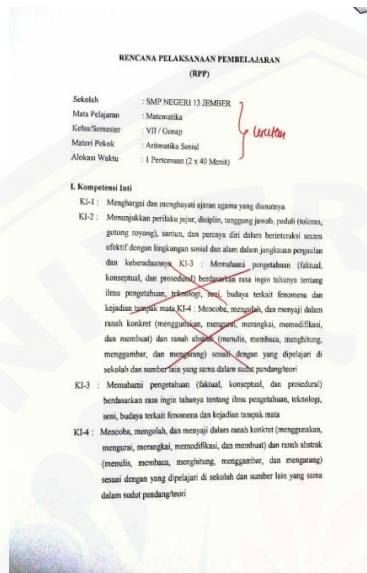 RENCANA PELAKSANAAN PEMBELAJARAN
(RPP)
Sekolah : SMP NEGERI 13 JEMBER
Mata Pelajaran : Matematika
Kelas/Semester : VII / Genap
Materi Pokok : Aritmatika Sosial
Alokasi Waktu : 1 Pertemuan (2 x 40 Menit)
urutan
I. Kompetensi Inti
KI-1 : Menghargai dan menghayati ajaran agama yang dianutnya
KI-2 : Menunjukkan perilaku jujur, disiplin, tanggung jawab, peduli (toleran,
gotong royong), santun, dan percaya diri dalam berinteraksi secara
efektif dengan lingkungan sosial dan alam dalam jangkauan pergaulan
dan keberadaannya KI-3 : Memahami pengetahuan (faktual,
konseptual, dan prosedural) berdasarkan rasa ingin tahunya tentang
ilmu pengetahuan, teknologi, seni, budaya terkait fenomena dan
kejadian tampak mata KI-4 : Mencoba, mengolah, dan menyaji dalam
ranah konkret (menggunakan, mengurai, merangkai, memodifikasi,
dan membuat) dan ranah abstrak (menulis, membaca, menghitung,
menggambar, dan mengarang) sesuai dengan yang dipelajari di
sekolah dan sumber lain yang sama dalam sudut pandang/teori
KI-3 : Memahami pengetahuan (faktual, konseptual, dan prosedural)
berdasarkan rasa ingin tahunya tentang ilmu pengetahuan, teknologi,
seni, budaya terkait fenomena dan kejadian tampak mata
KI-4 : Mencoba, mengolah, dan menyaji dalam ranah konkret (menggunakan,
mengurai, merangkai, memodifikasi, dan membuat) dan ranah abstrak
(menulis, membaca, menghitung, menggambar, dan mengarang)
sesuai dengan yang dipelajari di sekolah dan sumber lain yang sama
dalam sudut pandang/teori